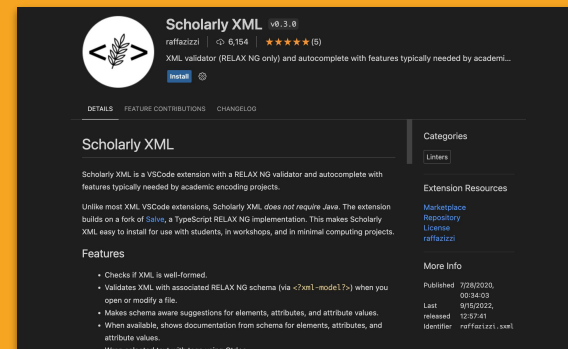 Scholarly XML v0.3.0
raffazizzi 6,154 ★★★★★(5)
XML validator (RELAX NG only) and autocomplete with features typically needed by academi...
Install
DETAILS FEATURE CONTRIBUTIONS CHANGELOG
Scholarly XML
Scholarly XML is a VSCode extension with a RELAX NG validator and autocomplete with
features typically needed by academic encoding projects.
Unlike most XML VSCode extensions, Scholarly XML does not require Java. The extension
builds on a fork of Salve, a TypeScript RELAX NG implementation. This makes Scholarly
XML easy to install for use with students, in workshops, and in minimal computing projects.
Features
• Checks if XML is well-formed.
• Validates XML with associated RELAX NG schema (via <?xml-model?>) when you
open or modify a file.
• Makes schema aware suggestions for elements, attributes, and attribute values.
• When available, shows documentation from schema for elements, attributes, and
attribute values.
Categories
Linters
Extension Resources
Marketplace
Repository
License
raffazizzi
More Info
Published 7/28/2020,
00:34:03
Last 9/15/2022,
released 12:57:41
Identifier raffazizzi.sxml